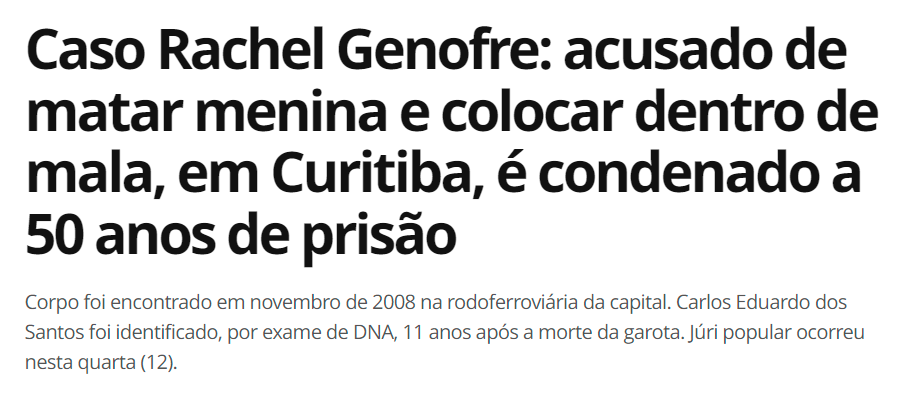 Caso Rachel Genofre: acusado de
matar menina e colocar dentro de
mala, em Curitiba, é condenado a
50 anos de prisão
Corpo foi encontrado em novembro de 2008 na rodoferroviária da capital. Carlos Eduardo dos
Santos foi identificado, por exame de DNA, 11 anos após a morte da garota. Júri popular ocorreu
nesta quarta (12).